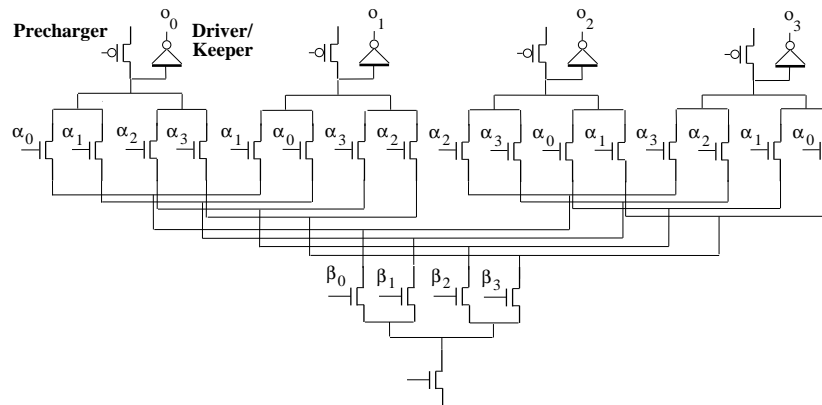 o0 o1 o2 o3
Precharger Driver/
Keeper
α0 α1 α2 α3 α1 α0 α3 α2 α2 α3 α0 α1 α3 α2 α1 α0
β0 β1 β2 β3